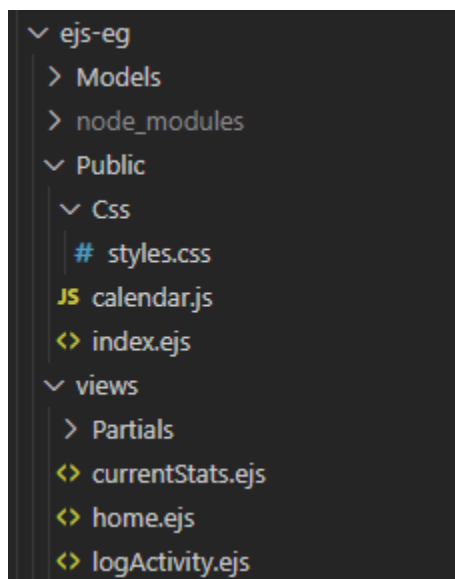 ejs-eg
Models
node_modules
Public
Css
# styles.css
JS calendar.js
<> index.ejs
views
Partials
<> currentStats.ejs
<> home.ejs
<> logActivity.ejs